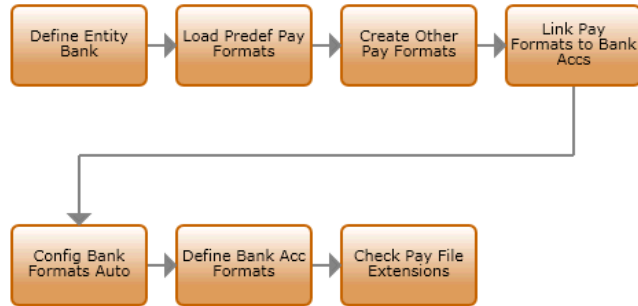 Define Entity
Bank
Load Predef Pay
Formats
Create Other
Pay Formats
Link Pay
Formats to Bank
Accs
Config Bank
Formats Auto
Define Bank Acc
Formats
Check Pay File
Extensions